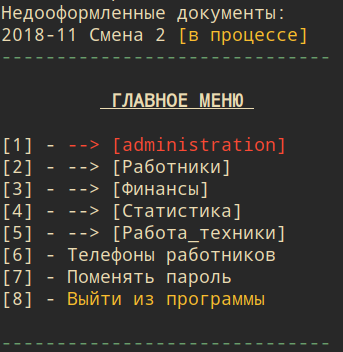 Недооформленные документы:
2018-11 Смена 2 [в процессе]
------------------------------
ГЛАВНОЕ МЕНЮ
[1] - --> [administration]
[2] - --> [Работники]
[3] - --> [Финансы]
[4] - --> [Статистика]
[5] - --> [Работа_техники]
[6] - Телефоны работников
[7] - Поменять пароль
[8] - Выйти из программы
------------------------------